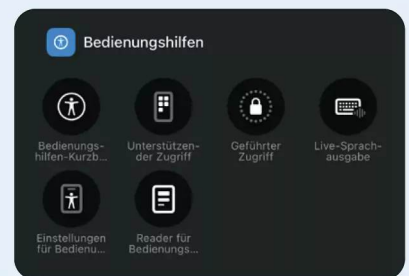 Bedienungshilfen
Bedienungs-
hilfen-Kurzb...
Unterstützen-
der Zugriff
Geführter
Zugriff
Live-Sprach-
ausgabe
Einstellungen
für Bedienu...
Reader für
Bedienungs...